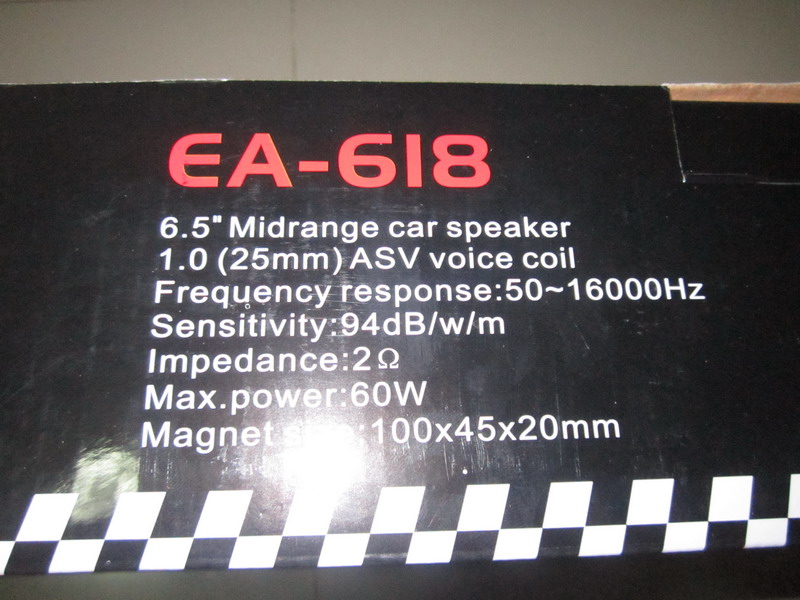 EA-618
6.5" Midrange car speaker
1.0 (25mm) ASV voice coil
Frequency response:50~16000Hz
Sensitivity:94dB/w/m
Impedance:2Ω
Max.power:60W
Magnet size:100x45x20mm